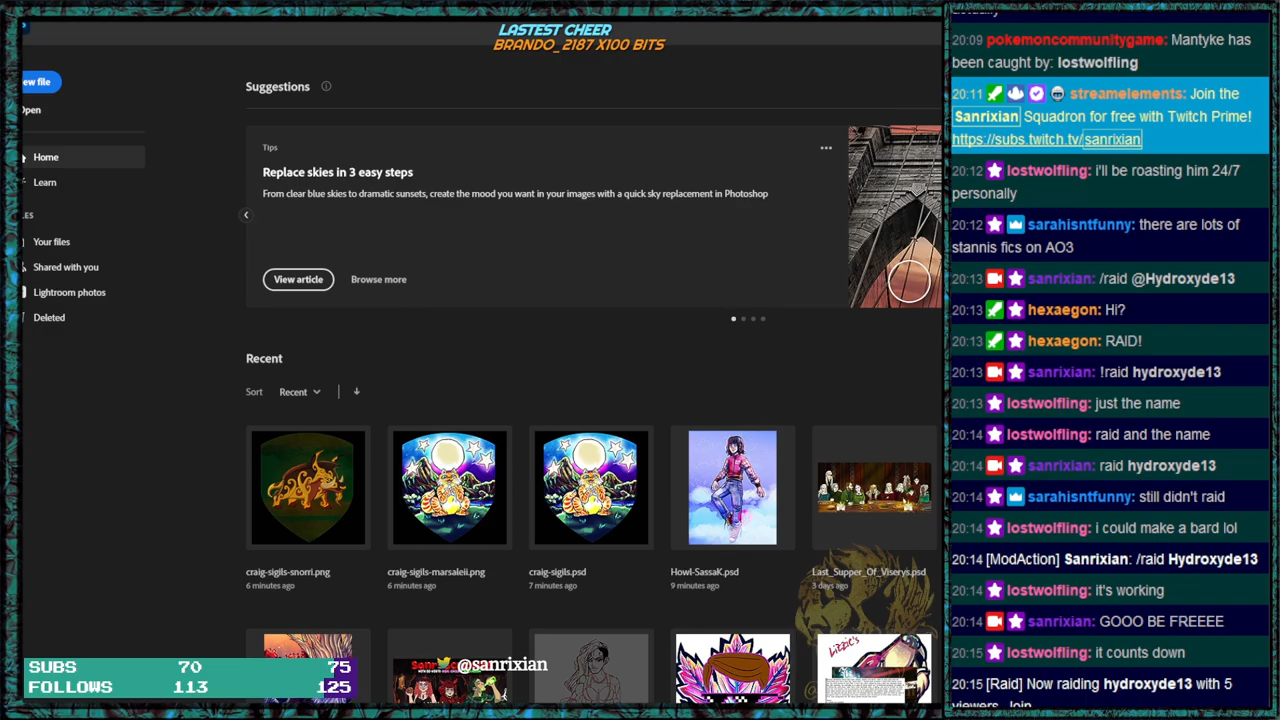 LASTEST CHEER
BRANDO_2187 X100 BITS
ew file
Open
Home
Learn
ES
Your files
Shared with you
Lightroom photos
Deleted
Suggestions
Tips
Replace skies in 3 easy steps
From clear blue skies to dramatic sunsets, create the mood you want in your images with a quick sky replacement in Photoshop
View article
Browse more
Recent
Sort
Recent
craig-sigils-snorri.png
6 minutes ago
craig-sigils-marsaleii.png
6 minutes ago
craig-sigils.psd
7 minutes ago
Howl-SassaK.psd
9 minutes ago
Last_Supper_Of_Viserys.psd
3 days ago
@sanrixian
Lizzie's
SUBS 70 75
FOLLOWS 113 125
actually
20:09 pokemoncommunitygame: Mantyke has
been caught by: lostwolfling
20:11 streamelements: Join the
Sanrixian Squadron for free with Twitch Prime!
https://subs.twitch.tv/sanrixian
20:12 lostwolfling: i'll be roasting him 24/7
personally
20:12 sarahisntfunny: there are lots of
stannis fics on AO3
20:13 sanrixian: /raid @Hydroxyde13
20:13 hexaegon: Hi?
20:13 hexaegon: RAID!
20:13 sanrixian: !raid hydroxyde13
20:13 lostwolfling: just the name
20:14 lostwolfling: raid and the name
20:14 sanrixian: raid hydroxyde13
20:14 sarahisntfunny: still didn't raid
20:14 lostwolfling: i could make a bard lol
20:14 [ModAction] Sanrixian: /raid Hydroxyde13
20:14 lostwolfling: it's working
20:14 sanrixian: GOOO BE FREEEE
20:15 lostwolfling: it counts down
20:15 [Raid] Now raiding hydroxyde13 with 5
viewers. Join